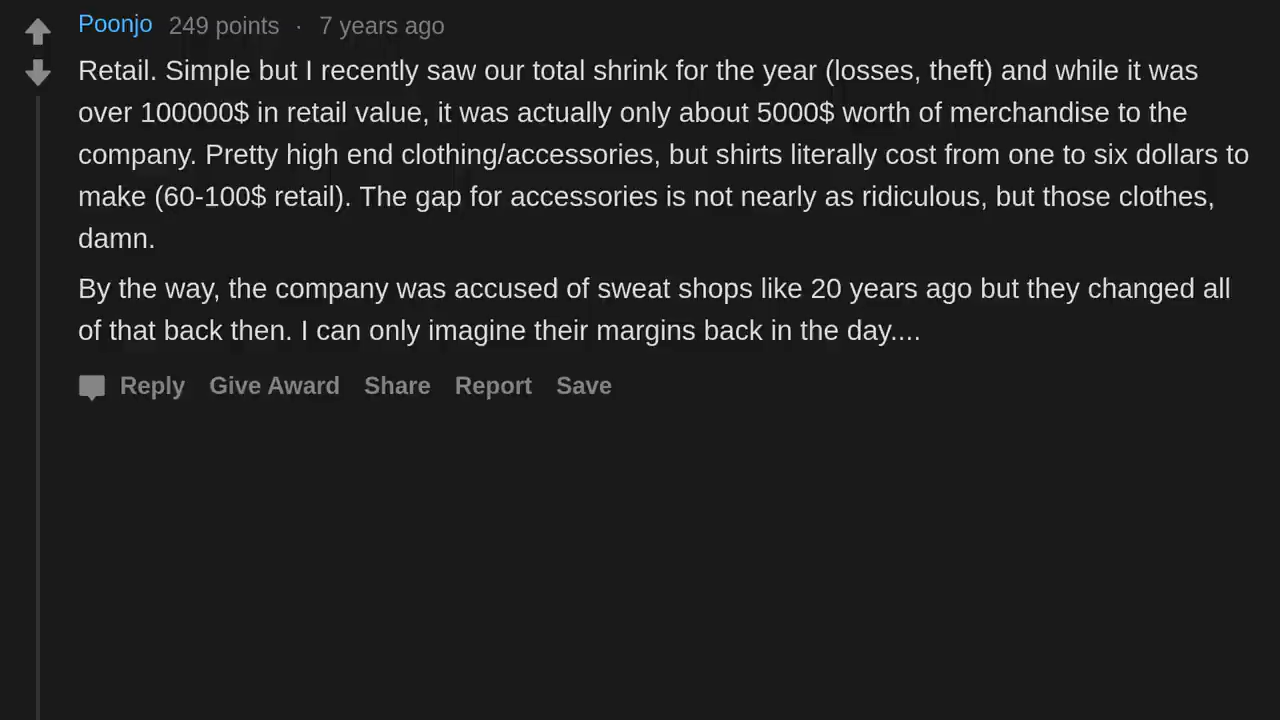 Poonjo 249 points · 7 years ago
Retail. Simple but I recently saw our total shrink for the year (losses, theft) and while it was
over 100000$ in retail value, it was actually only about 5000$ worth of merchandise to the
company. Pretty high end clothing/accessories, but shirts literally cost from one to six dollars to
make (60-100$ retail). The gap for accessories is not nearly as ridiculous, but those clothes,
damn.
By the way, the company was accused of sweat shops like 20 years ago but they changed all
of that back then. I can only imagine their margins back in the day....
Reply Give Award Share Report Save